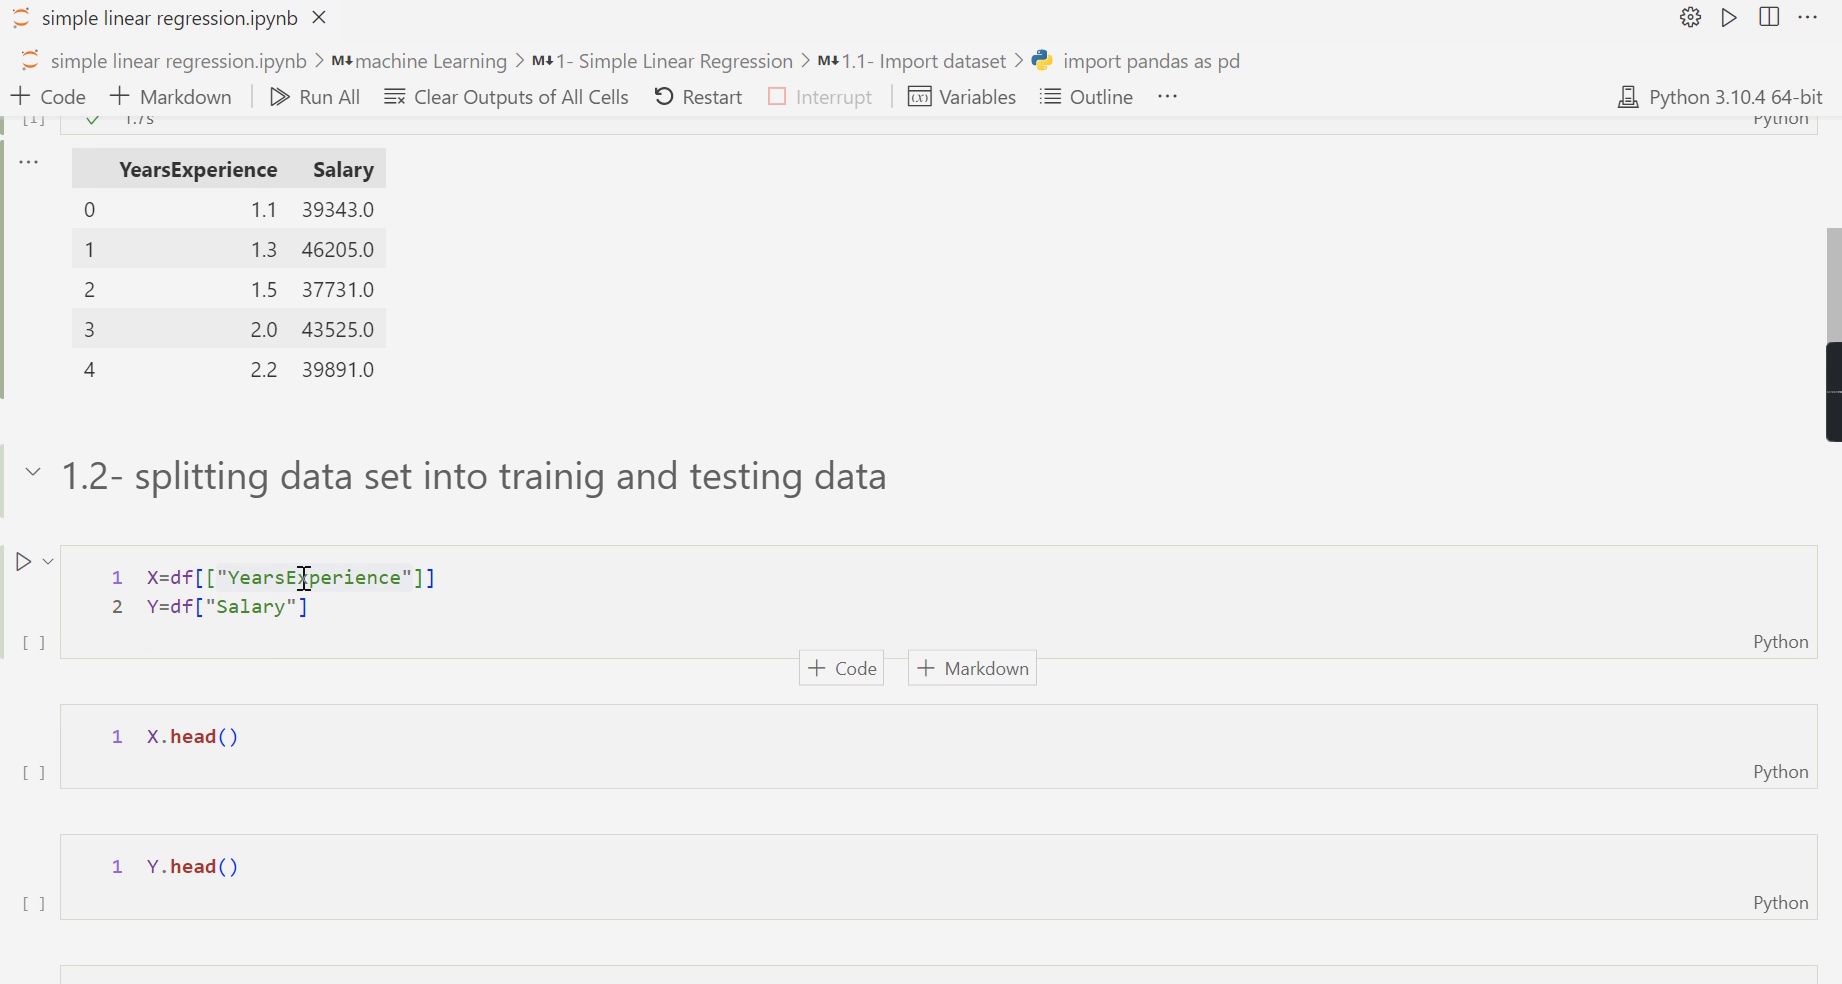 simple linear regression.ipynb
simple linear regression.ipynb > M↓ machine Learning > M↓ 1- Simple Linear Regression > M↓ 1.1- Import dataset > import pandas as pd
+ Code + Markdown Run All Clear Outputs of All Cells Restart Interrupt (x) Variables Outline ··· Python 3.10.4 64-bit
[1] 1.7s Python
YearsExperience Salary
0 1.1 39343.0
1 1.3 46205.0
2 1.5 37731.0
3 2.0 43525.0
4 2.2 39891.0
1.2- splitting data set into trainig and testing data
1 X=df[["YearsExperience"]]
2 Y=df["Salary"]
[ ] Python
+ Code + Markdown
1 X.head()
[ ] Python
1 Y.head()
[ ] Python